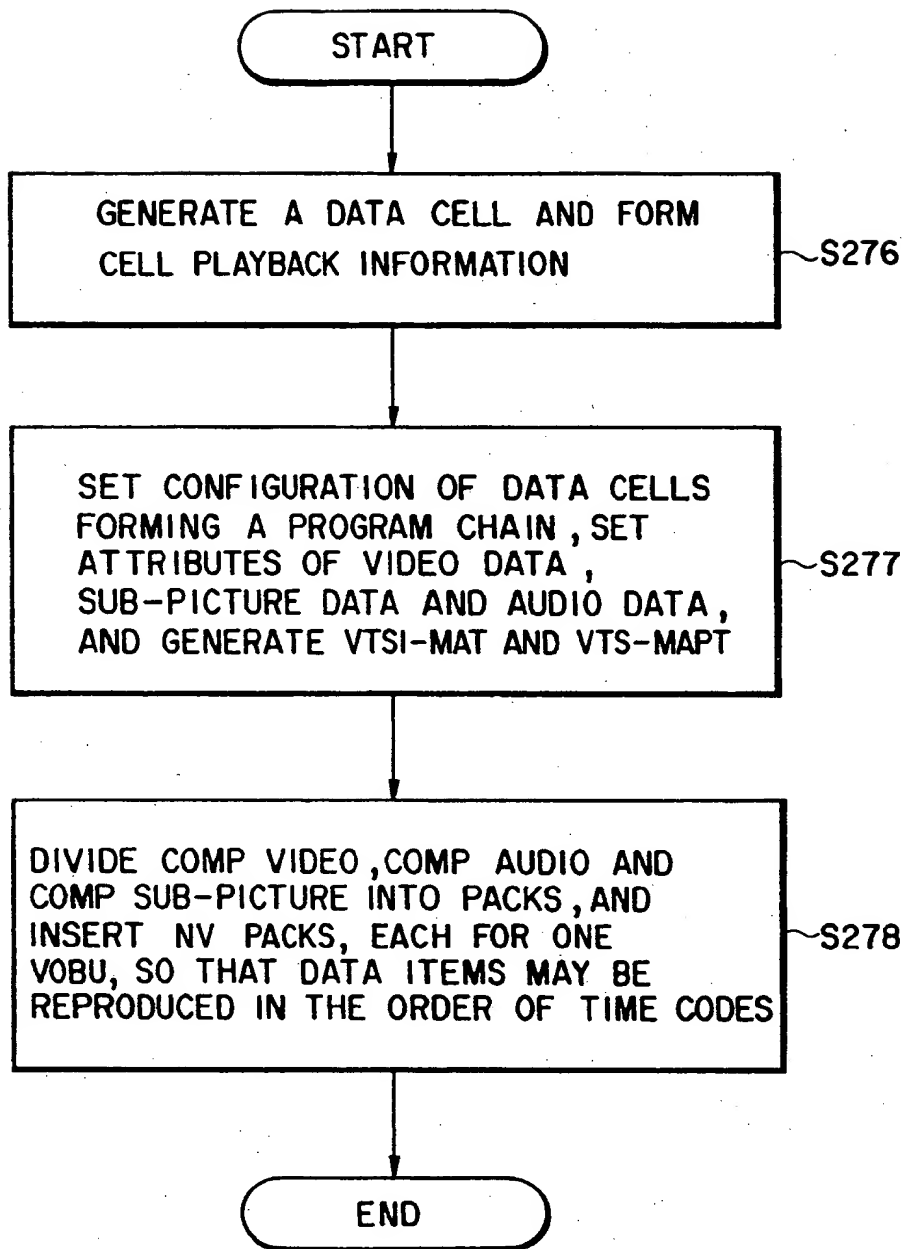 START
GENERATE A DATA CELL AND FORM
CELL PLAYBACK INFORMATION
S276
SET CONFIGURATION OF DATA CELLS
FORMING A PROGRAM CHAIN, SET
ATTRIBUTES OF VIDEO DATA,
SUB-PICTURE DATA AND AUDIO DATA,
AND GENERATE VTSI-MAT AND VTS-MAPT
S277
DIVIDE COMP VIDEO, COMP AUDIO AND
COMP SUB-PICTURE INTO PACKS, AND
INSERT NV PACKS, EACH FOR ONE
VOBU, SO THAT DATA ITEMS MAY BE
REPRODUCED IN THE ORDER OF TIME CODES
S278
END